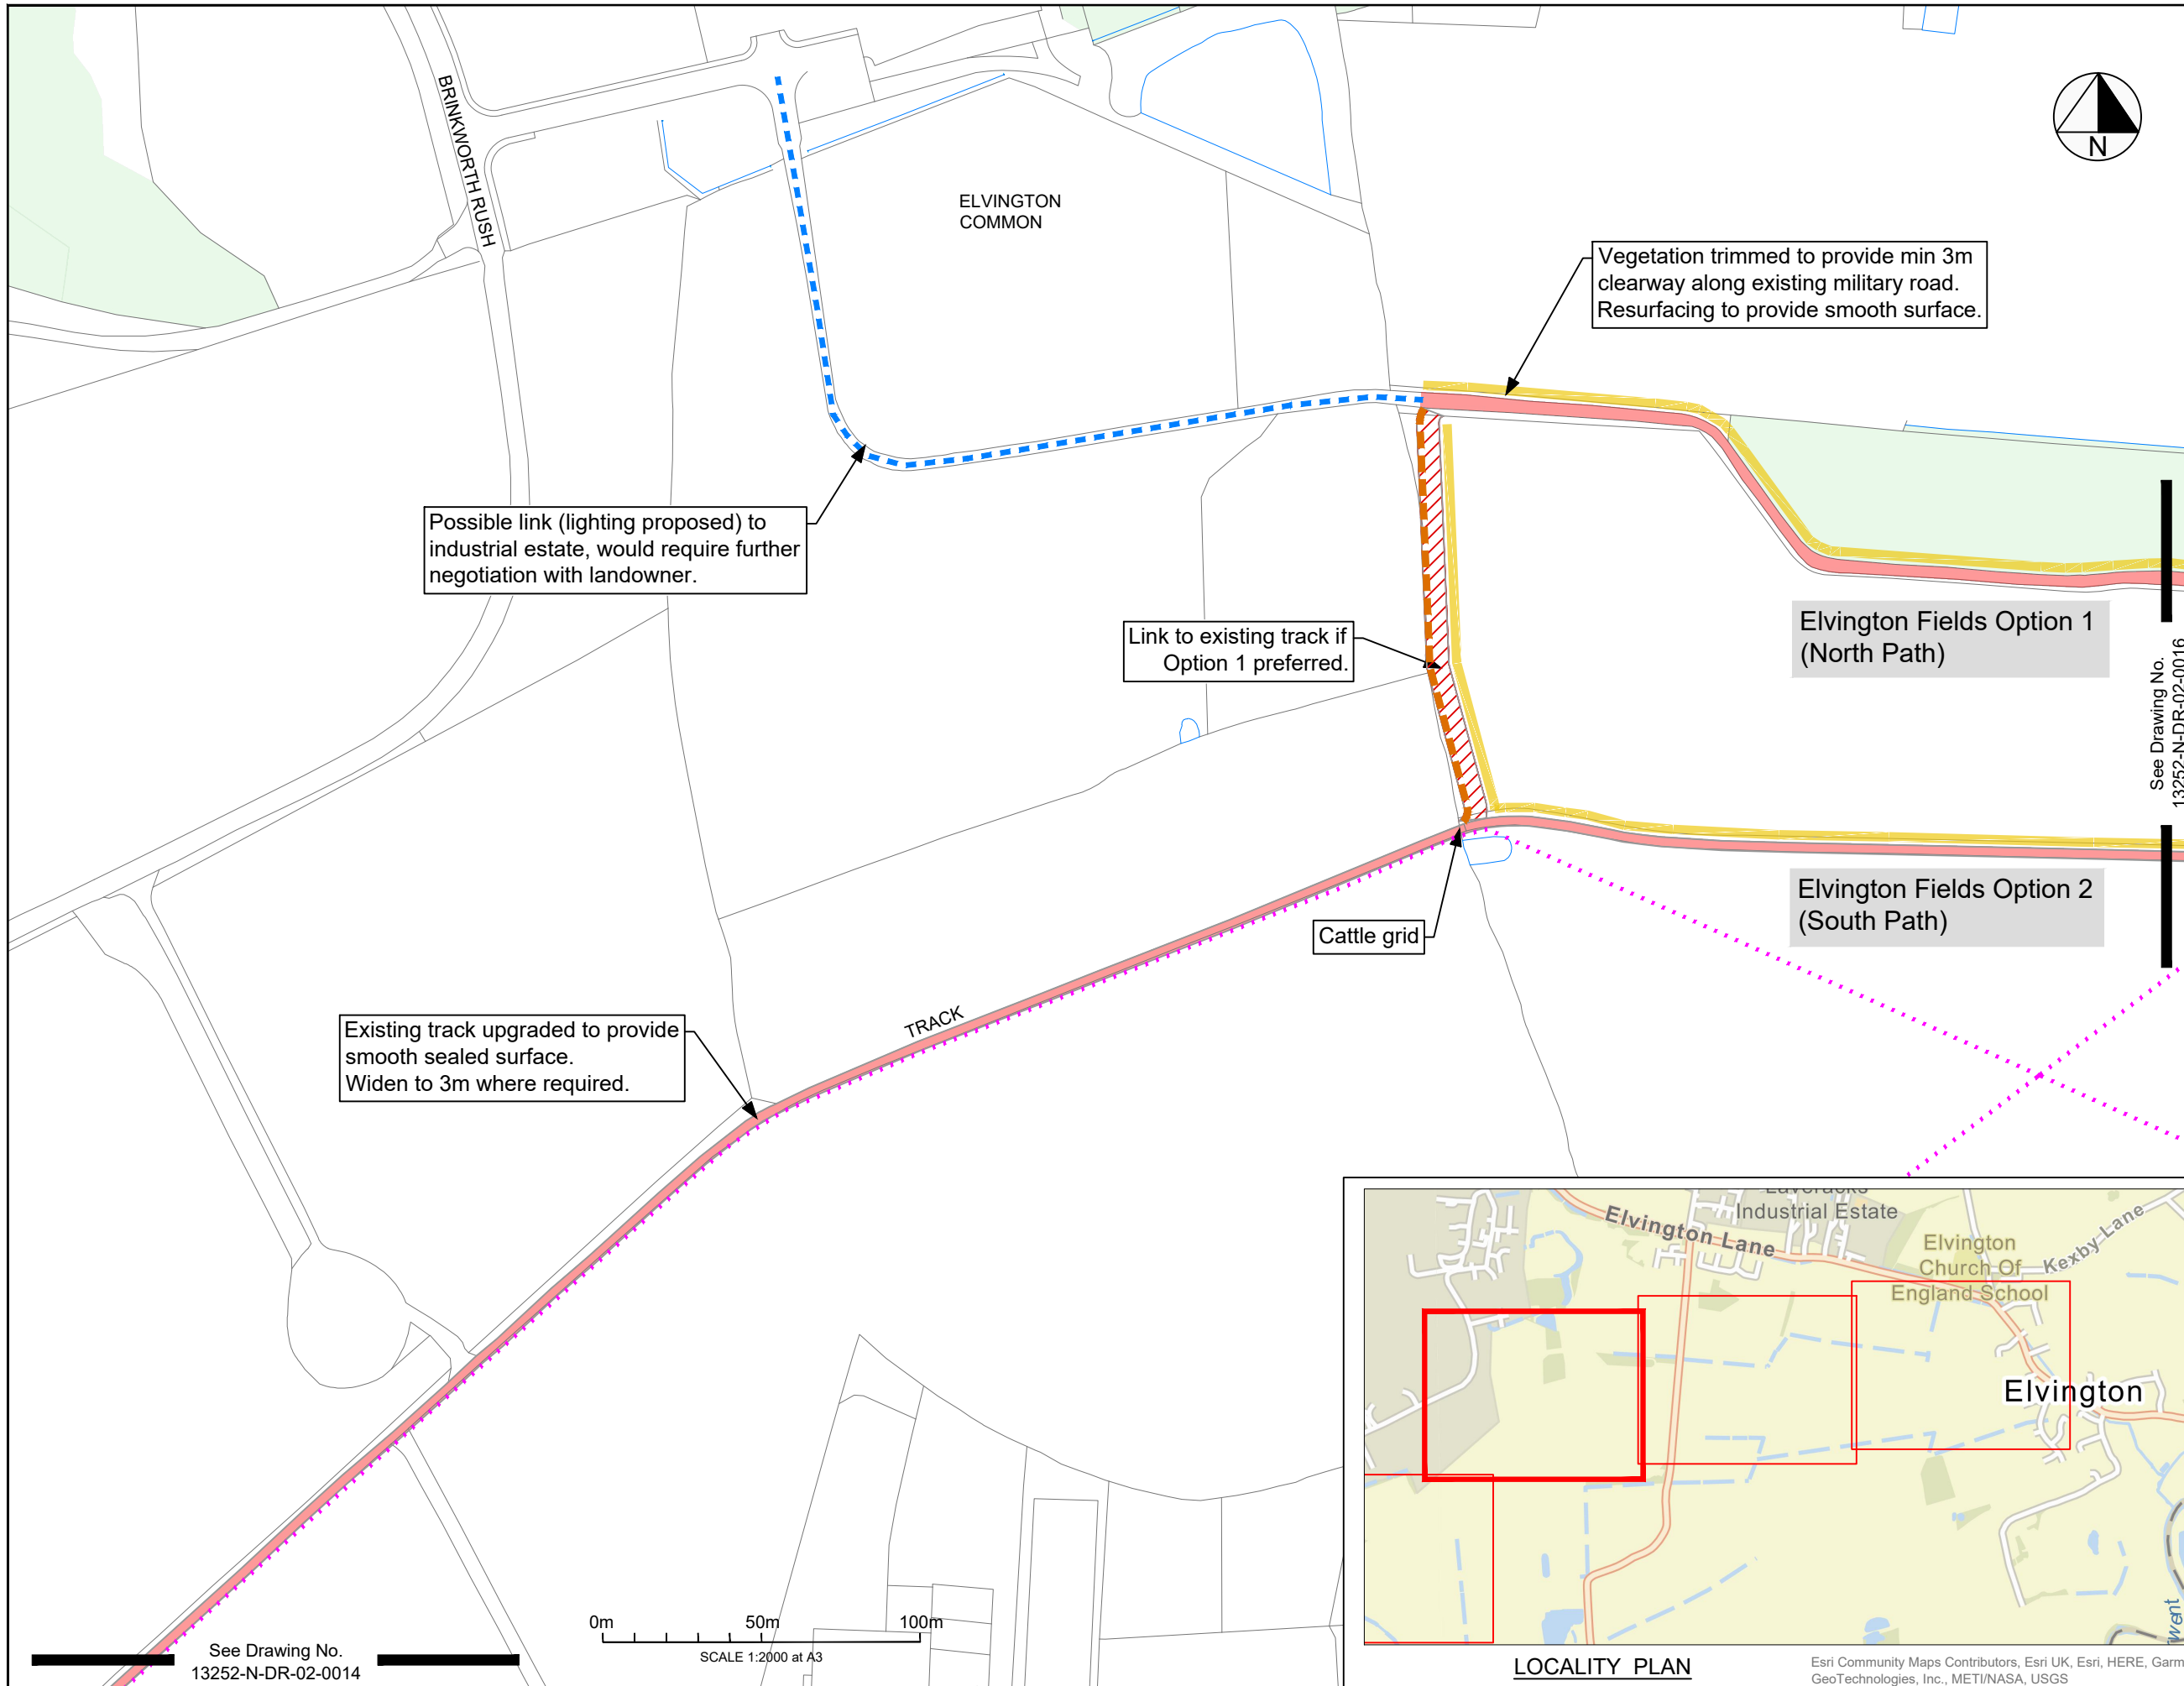 BRINKWORTH RUSH
ELVINGTON
COMMON
N
Vegetation trimmed to provide min 3m
clearway along existing military road.
Resurfacing to provide smooth surface.
Possible link (lighting proposed) to
industrial estate, would require further
negotiation with landowner.
Link to existing track if
Option 1 preferred.
Elvington Fields Option 1
(North Path)
See Drawing No.
13252-N-DR-02-0016
Elvington Fields Option 2
(South Path)
Cattle grid
TRACK
Existing track upgraded to provide
smooth sealed surface.
Widen to 3m where required.
Laveracks
Industrial Estate
Elvington Lane
Elvington
Church Of
England School
Kexby Lane
Elvington
went
0m 50m 100m
SCALE 1:2000 at A3
See Drawing No.
13252-N-DR-02-0014
LOCALITY PLAN
Esri Community Maps Contributors, Esri UK, Esri, HERE, Garm
GeoTechnologies, Inc., METI/NASA, USGS